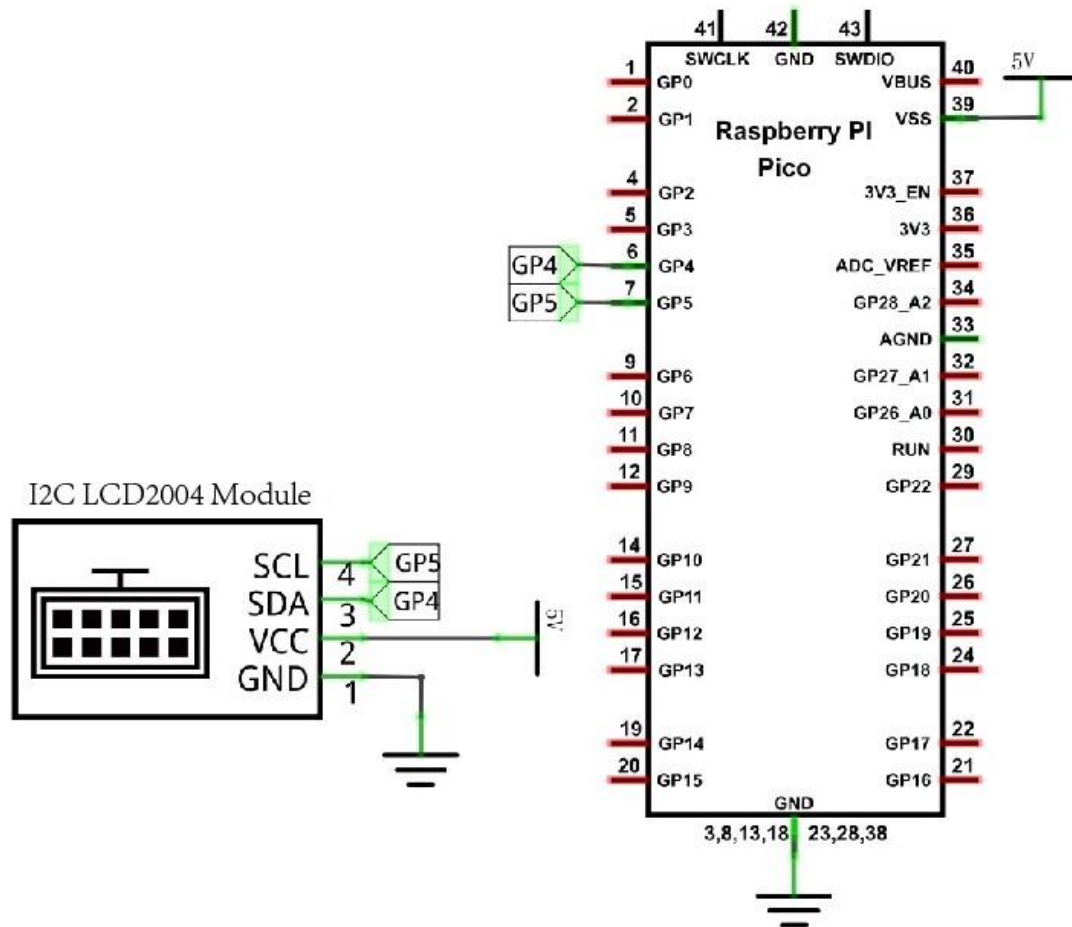 41 42 43
SWCLK GND SWDIO
1 GP0 VBUS 40
5V
2 GP1 VSS 39
Raspberry PI
Pico
4 GP2 3V3_EN 37
5 GP3 3V3 36
GP4 6 GP4 ADC_VREF 35
GP5 7 GP5 GP28_A2 34
AGND 33
9 GP6 GP27_A1 32
10 GP7 GP26_A0 31
11 GP8 RUN 30
12 GP9 GP22 29
14 GP10 GP21 27
15 GP11 GP20 26
16 GP12 GP19 25
17 GP13 GP18 24
19 GP14 GP17 22
20 GP15 GP16 21
GND
3,8,13,18 23,28,38
I2C LCD2004 Module
SCL 4 GP5
SDA 3 GP4
VCC 2 5V
GND 1